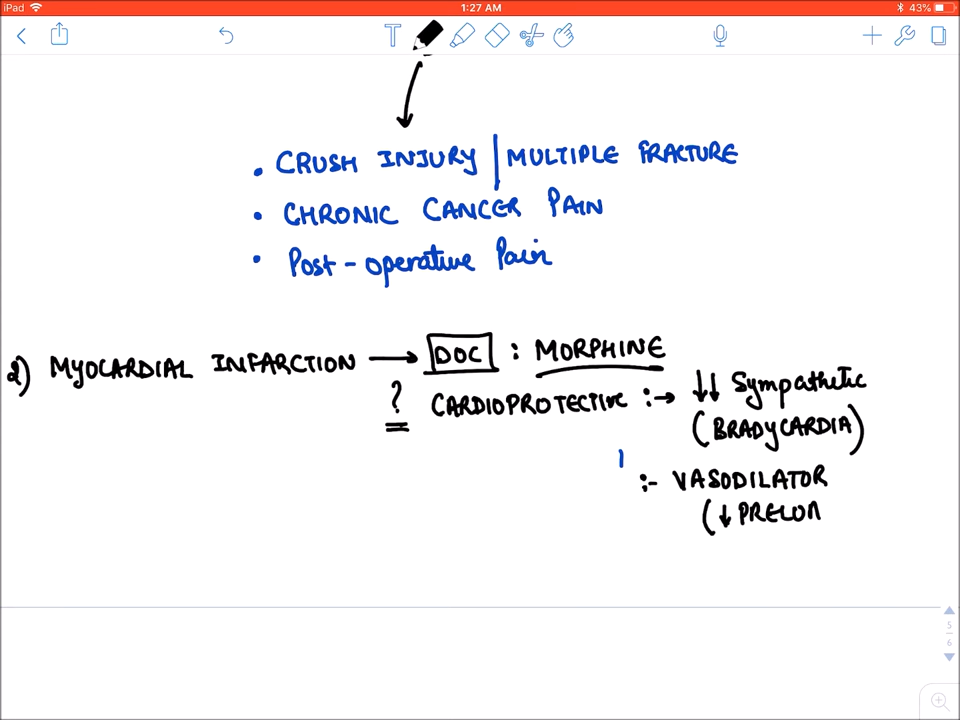 iPad 1:27 AM 43%
T
• CRUSH INJURY | MULTIPLE FRACTURE
• CHRONIC CANCER PAIN
• Post-operative Pain
2) MYOCARDIAL INFARCTION → DOC : MORPHINE
? CARDIOPROTECTIVE :→ ↓↓ Sympathetic
(BRADYCARDIA)
:- VASODILATOR
(↓ PRELOA
5
6